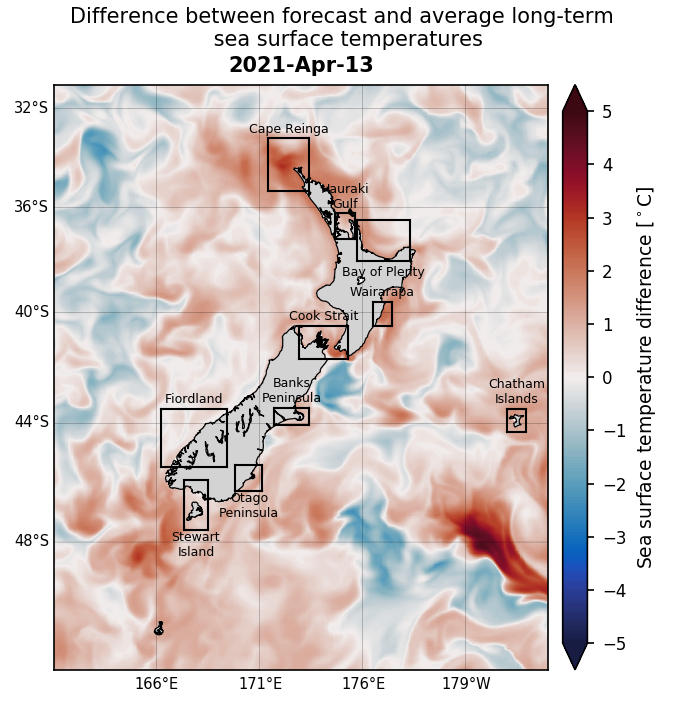 Difference between forecast and average long-term
sea surface temperatures
2021-Apr-13
32°S
36°S
40°S
44°S
48°S
166°E
171°E
176°E
179°W
Cape Reinga
Hauraki
Gulf
Bay of Plenty
Wairarapa
Cook Strait
Banks
Peninsula
Fiordland
Chatham
Islands
Otago
Peninsula
Stewart
Island
5
4
3
2
1
0
−1
−2
−3
−4
−5
Sea surface temperature difference [°C]